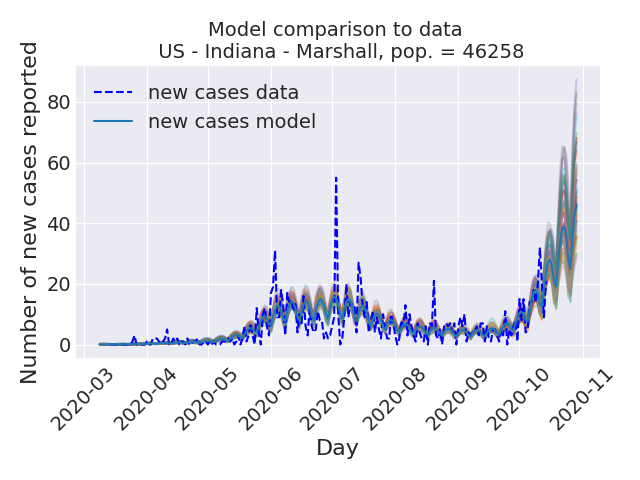 Model comparison to data
US - Indiana - Marshall, pop. = 46258
Number of new cases reported
80
60
40
20
0
new cases data
new cases model
2020-03
2020-04
2020-05
2020-06
2020-07
2020-08
2020-09
2020-10
2020-11
Day